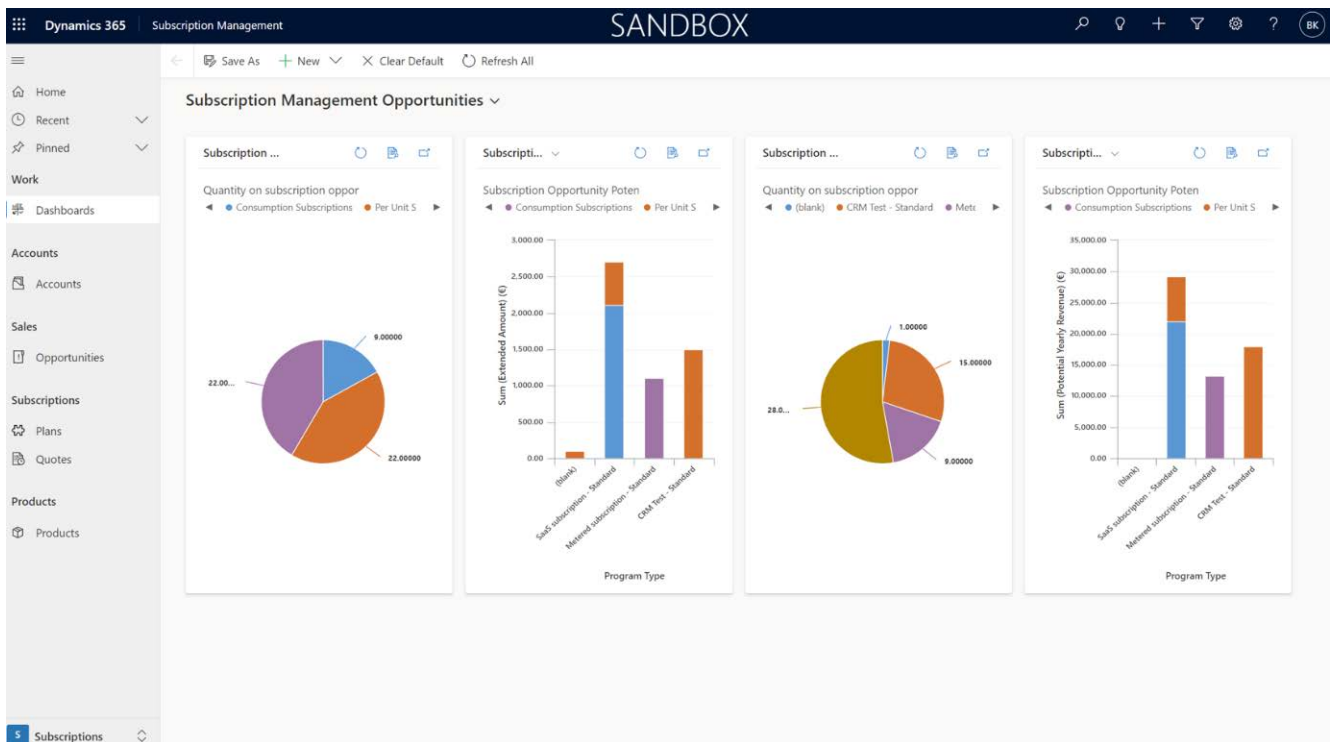 Dynamics 365 Subscription Management SANDBOX BK
Save As New Clear Default Refresh All
Home
Recent
Pinned
Work
Dashboards
Accounts
Accounts
Sales
Opportunities
Subscriptions
Plans
Quotes
Products
Products
S Subscriptions
Subscription Management Opportunities
Subscription ...
Quantity on subscription oppor
Consumption Subscriptions Per Unit S
9.00000
22.00...
22.00000
Subscripti...
Subscription Opportunity Poten
Consumption Subscriptions Per Unit S
Sum (Extended Amount) (€)
3,000.00
2,500.00
2,000.00
1,500.00
1,000.00
500.00
0.00
(blank)
SaaS subscription - Standard
Metered subscription - Standard
CRM Test - Standard
Program Type
Subscription ...
Quantity on subscription oppor
(blank) CRM Test - Standard Mete
1.00000
15.00000
28.0...
9.00000
Subscripti...
Subscription Opportunity Poten
Consumption Subscriptions Per Unit S
Sum (Potential Yearly Revenue) (€)
35,000.00
30,000.00
25,000.00
20,000.00
15,000.00
10,000.00
5,000.00
0.00
(blank)
SaaS subscription - Standard
Metered subscription - Standard
CRM Test - Standard
Program Type